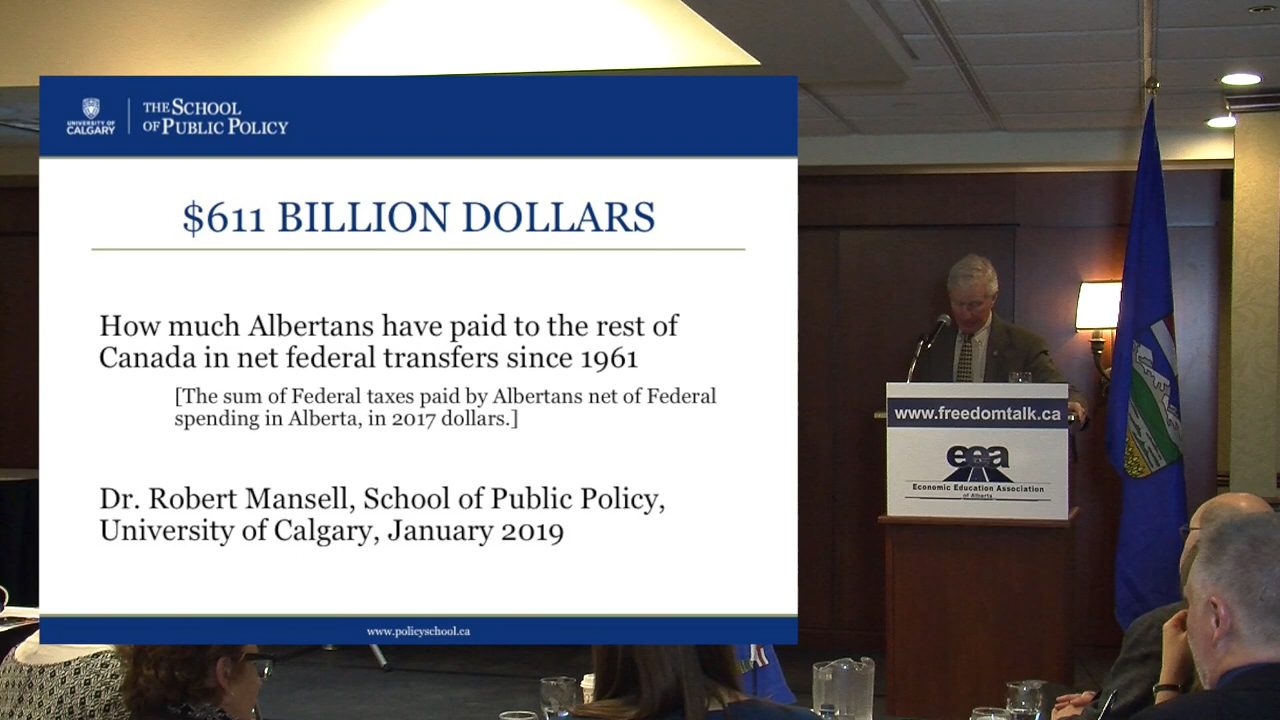 UNIVERSITY OF
CALGARY
THE SCHOOL
OF PUBLIC POLICY
$611 BILLION DOLLARS
How much Albertans have paid to the rest of
Canada in net federal transfers since 1961
[The sum of Federal taxes paid by Albertans net of Federal
spending in Alberta, in 2017 dollars.]
Dr. Robert Mansell, School of Public Policy,
University of Calgary, January 2019
www.policyschool.ca
www.freedomtalk.ca
eea
Economic Education Association
of Alberta